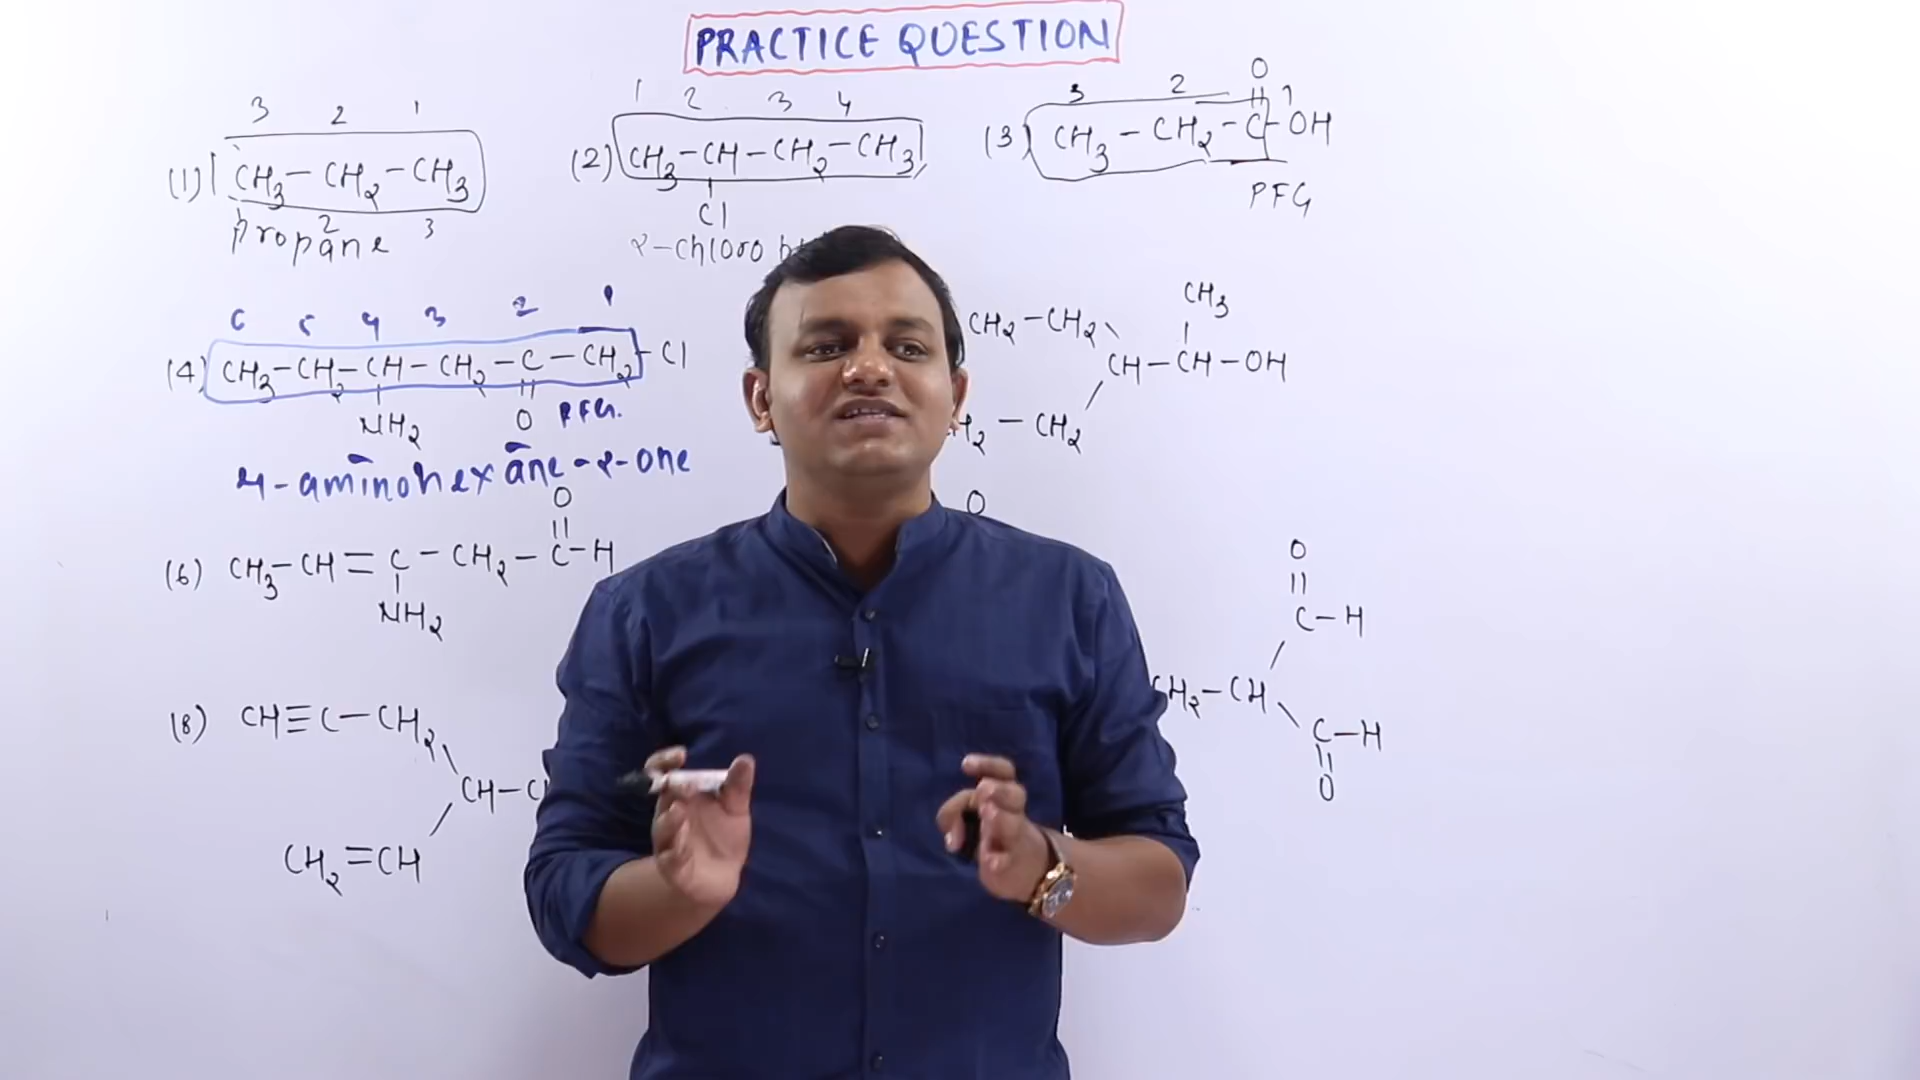 PRACTICE QUESTION
3 2 1
(1) CH3-CH2-CH3
2 3
propane
1 2 3 4
(2) CH3-CH-CH2-CH3
Cl
2-chloro
O
3 2 1
(3) CH3-CH2-C-OH
PFG
6 5 4 3 2 1
(4) CH3-CH2-CH-CH2-C-CH2-Cl
NH2 O PFG.
4-aminohexane-2-one
CH3
CH2-CH2
CH-CH-OH
-CH2
O
O
(6) CH3-CH=C-CH2-C-H
NH2
O
C-H
CH2-CH
C-H
O
(8) CH≡C-CH2
CH-
CH2=CH